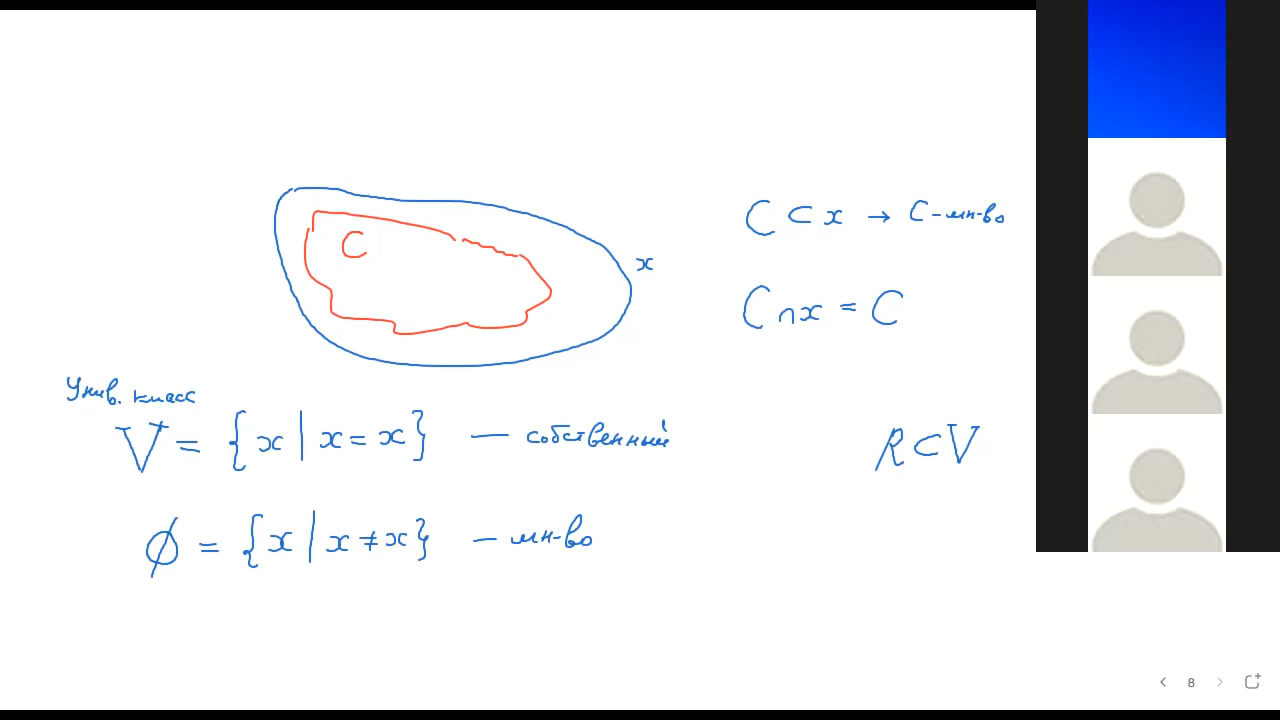 C
x
C ⊂ x → C - мн-во
C ∩ x = C
Унив. класс
V = {x | x = x} — собственный
R ⊂ V
∅ = {x | x ≠ x} — мн-во
8